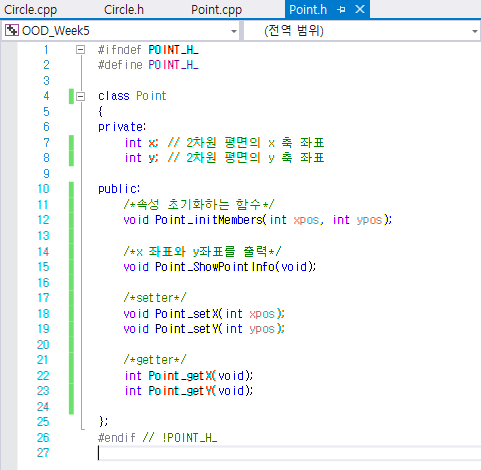 Circle.cpp Circle.h Point.cpp Point.h
OOD_Week5 (전역 범위)
1 #ifndef POINT_H_
2 #define POINT_H_
3
4 class Point
5 {
6 private:
7 int x; // 2차원 평면의 x 축 좌표
8 int y; // 2차원 평면의 y 축 좌표
9
10 public:
11 /*속성 초기화하는 함수*/
12 void Point_initMembers(int xpos, int ypos);
13
14 /*x 좌표와 y좌표를 출력*/
15 void Point_ShowPointInfo(void);
16
17 /*setter*/
18 void Point_setX(int xpos);
19 void Point_setY(int ypos);
20
21 /*getter*/
22 int Point_getX(void);
23 int Point_getY(void);
24
25 };
26 #endif // !POINT_H_
27